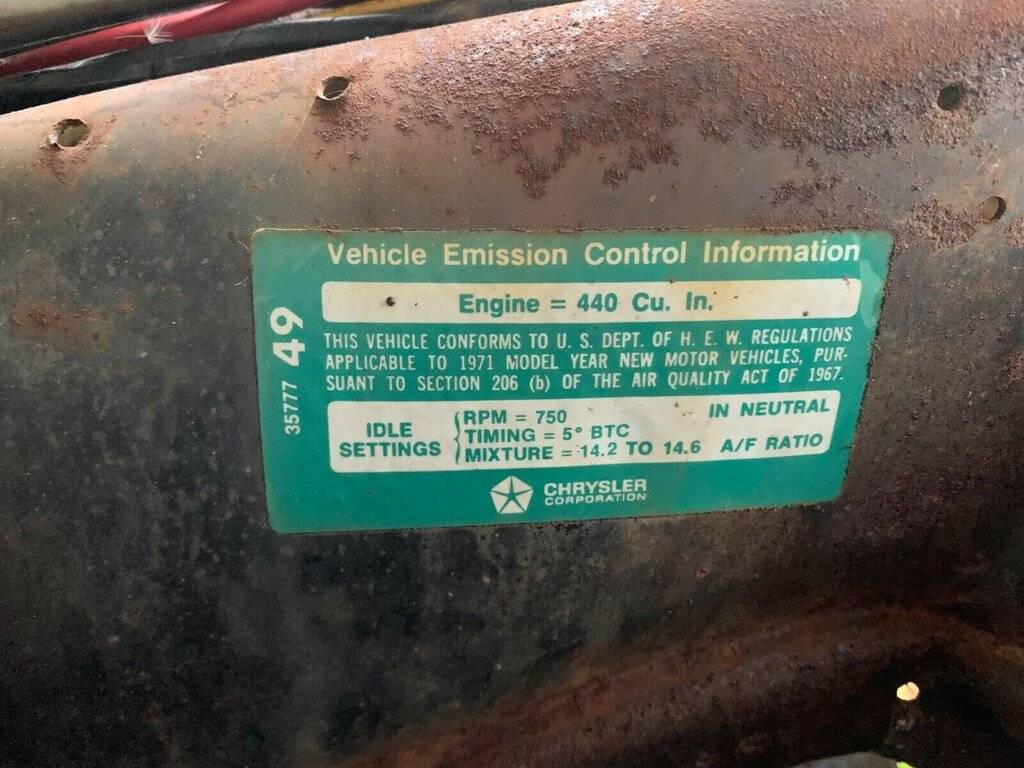 Vehicle Emission Control Information
Engine = 440 Cu. In.
THIS VEHICLE CONFORMS TO U. S. DEPT. OF H. E. W. REGULATIONS
APPLICABLE TO 1971 MODEL YEAR NEW MOTOR VEHICLES, PUR-
SUANT TO SECTION 206 (b) OF THE AIR QUALITY ACT OF 1967.
35777 49
IDLE
SETTINGS
RPM = 750 IN NEUTRAL
TIMING = 5° BTC
MIXTURE = 14.2 TO 14.6 A/F RATIO
CHRYSLER
CORPORATION